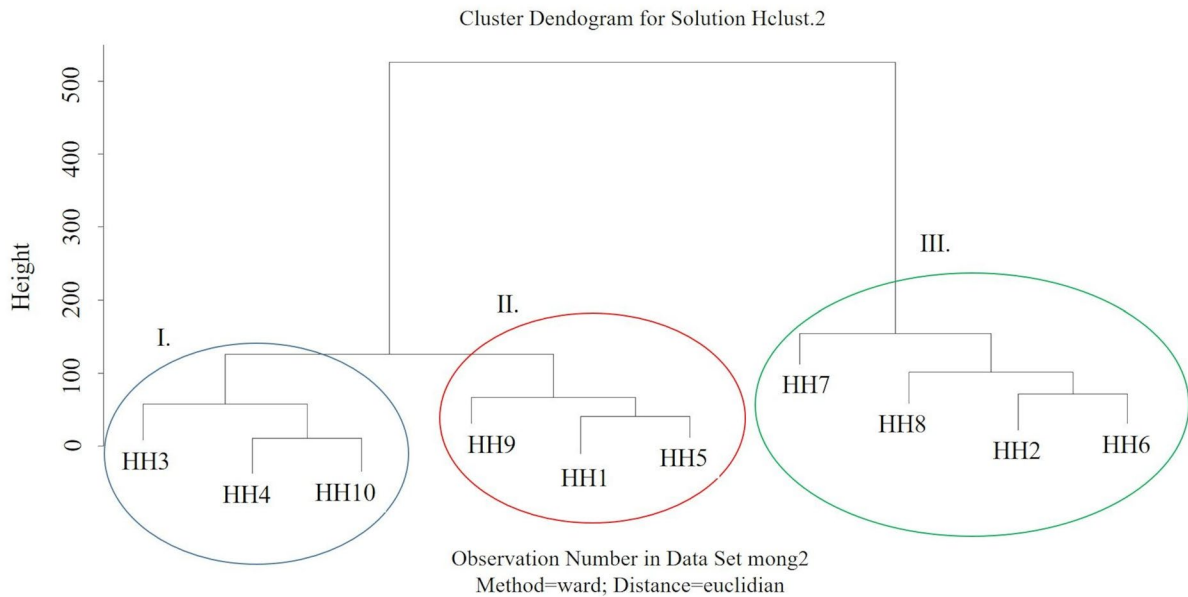 Cluster Dendogram for Solution Hclust.2
Height
500
400
300
200
100
0
I.
II.
III.
HH3
HH4
HH10
HH9
HH1
HH5
HH7
HH8
HH2
HH6
Observation Number in Data Set mong2
Method=ward; Distance=euclidian